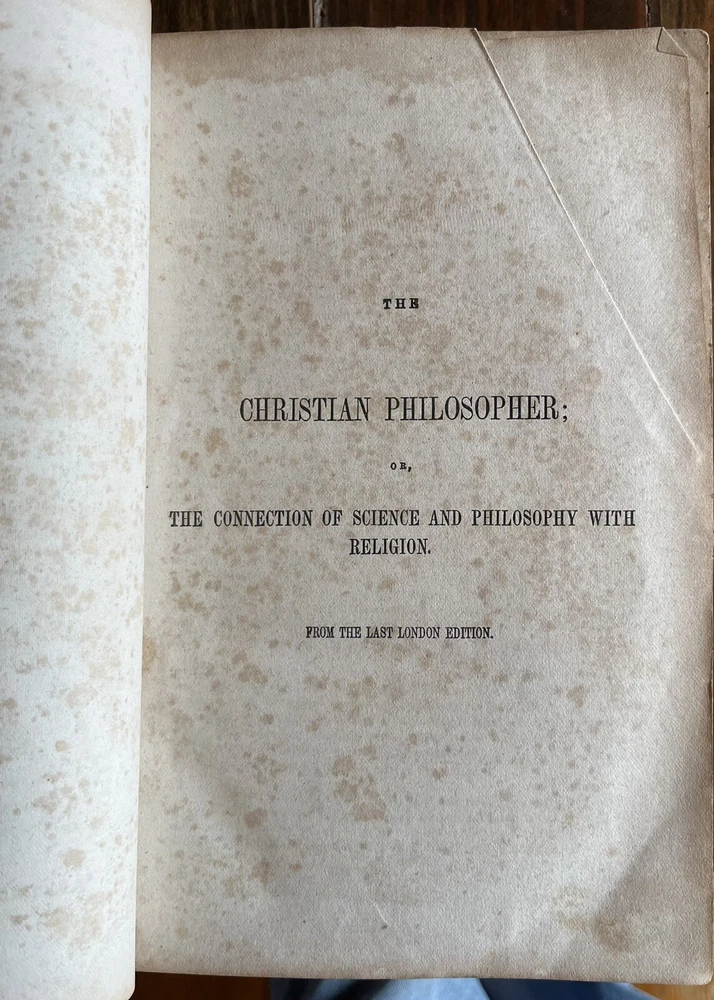 THE
CHRISTIAN PHILOSOPHER;
OR,
THE CONNECTION OF SCIENCE AND PHILOSOPHY WITH
RELIGION.
FROM THE LAST LONDON EDITION.